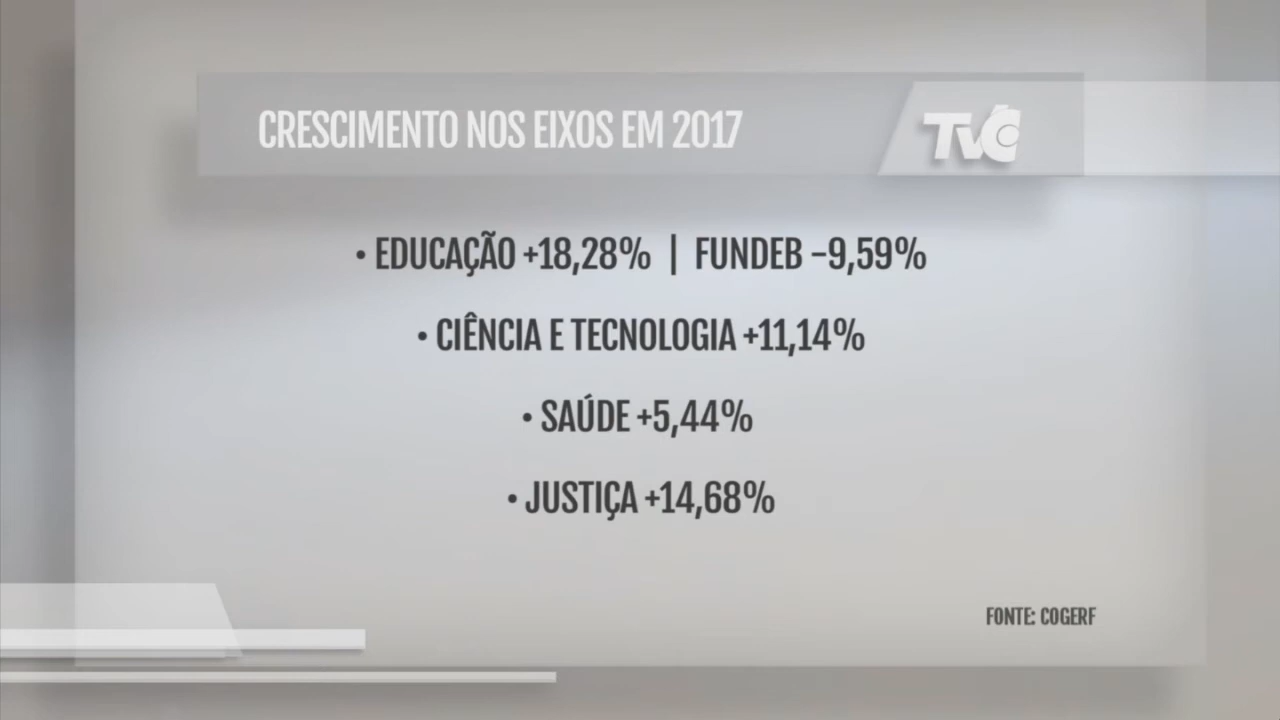 CRESCIMENTO NOS EIXOS EM 2017
TVC
• EDUCAÇÃO +18,28% | FUNDEB –9,59%
• CIÊNCIA E TECNOLOGIA +11,14%
• SAÚDE +5,44%
• JUSTIÇA +14,68%
FONTE: COGERF